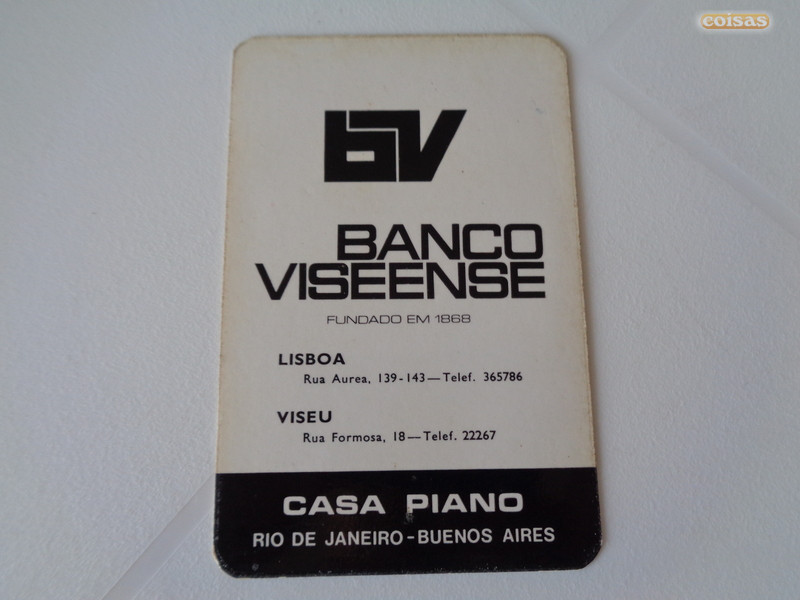 coisas
bv
BANCO
VISEENSE
FUNDADO EM 1868
LISBOA
Rua Aurea, 139-143—Telef. 365786
VISEU
Rua Formosa, 18—Telef. 22267
CASA PIANO
RIO DE JANEIRO-BUENOS AIRES